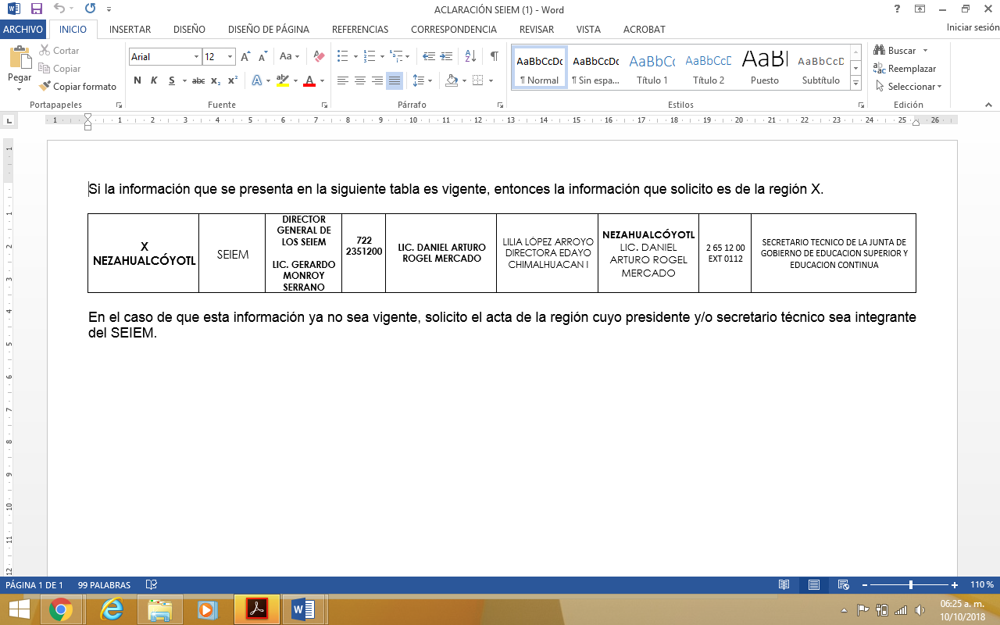 ACLARACIÓN SEIEM (1) - Word
ARCHIVO INICIO INSERTAR DISEÑO DISEÑO DE PÁGINA REFERENCIAS CORRESPONDENCIA REVISAR VISTA ACROBAT Iniciar sesión
Pegar
Cortar
Copiar
Copiar formato
Portapapeles
Arial 12
Aa
N K S abc x₂ x²
A A
Fuente
Párrafo
AaBbCcDc AaBbCcDc AaBbCc AaBbCcD AaBl AaBbCcD
¶ Normal ¶ Sin espa... Título 1 Título 2 Puesto Subtítulo
Estilos
Buscar
Reemplazar
Seleccionar
Edición
1 1 2 3 4 5 6 7 8 9 10 11 12 13 14 15 16 17 18 19 20 21 22 23 24 25 26
1
1
2
3
4
5
6
7
8
9
10
11
12
Si la información que se presenta en la siguiente tabla es vigente, entonces la información que solicito es de la región X.
X
NEZAHUALCÓYOTL
SEIEM
DIRECTOR
GENERAL DE
LOS SEIEM
LIC. GERARDO
MONROY
SERRANO
722
2351200
LIC. DANIEL ARTURO
ROGEL MERCADO
LILIA LÓPEZ ARROYO
DIRECTORA EDAYO
CHIMALHUACAN I
NEZAHUALCÓYOTL
LIC. DANIEL
ARTURO ROGEL
MERCADO
2 65 12 00
EXT 0112
SECRETARIO TECNICO DE LA JUNTA DE
GOBIERNO DE EDUCACION SUPERIOR Y
EDUCACION CONTINUA
En el caso de que esta información ya no sea vigente, solicito el acta de la región cuyo presidente y/o secretario técnico sea integrante
del SEIEM.
PÁGINA 1 DE 1 99 PALABRAS 110 %
06:25 a. m.
10/10/2018